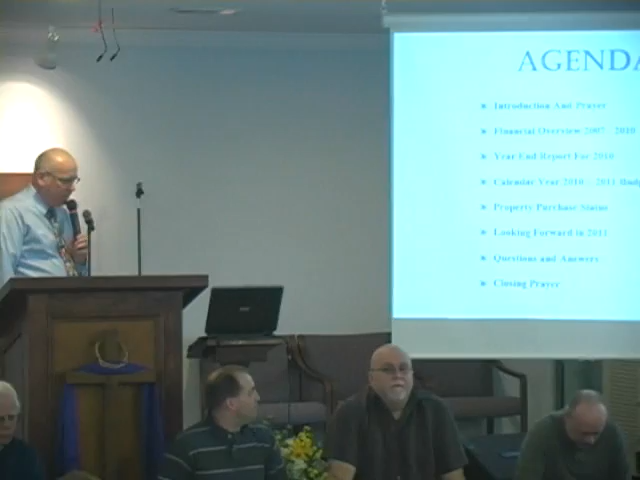 AGENDA
Introduction And Prayer
Financial Overview 2007 - 2010
Year End Report For 2010
Calendar Year 2010 - 2011 Budg
Property Purchase Status
Looking Forward in 2011
Questions and Answers
Closing Prayer